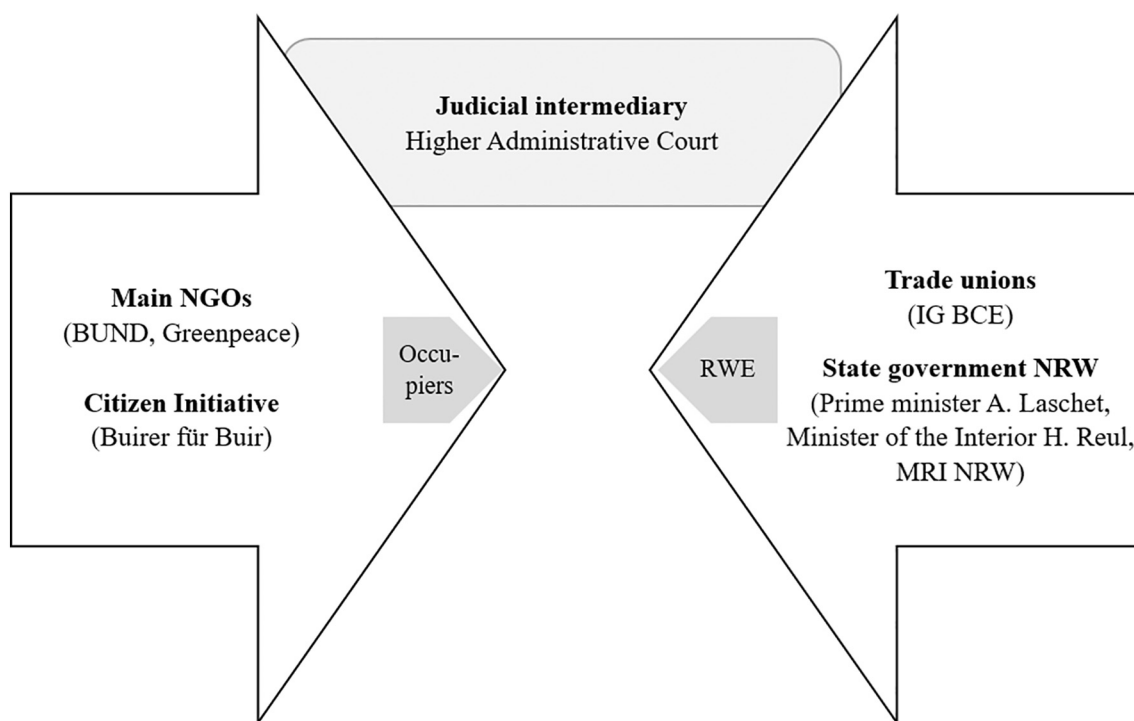 Judicial intermediary
Higher Administrative Court
Main NGOs
(BUND, Greenpeace)
Citizen Initiative
(Buirer für Buir)
Occu-
piers
RWE
Trade unions
(IG BCE)
State government NRW
(Prime minister A. Laschet,
Minister of the Interior H. Reul,
MRI NRW)